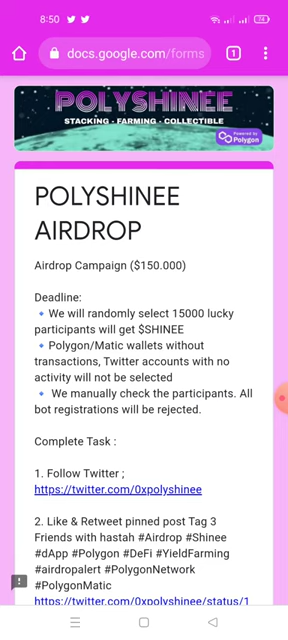 8:50
74
docs.google.com/forms
1
POLYSHINEE
STACKING - FARMING - COLLECTIBLE
Powered by
Polygon
POLYSHINEE
AIRDROP
Airdrop Campaign ($150.000)
Deadline:
🔹We will randomly select 15000 lucky
participants will get $SHINEE
🔹Polygon/Matic wallets without
transactions, Twitter accounts with no
activity will not be selected
🔹 We manually check the participants. All
bot registrations will be rejected.
Complete Task :
1. Follow Twitter ;
https://twitter.com/0xpolyshinee
2. Like & Retweet pinned post Tag 3
Friends with hastah #Airdrop #Shinee
#dApp #Polygon #DeFi #YieldFarming
#airdropalert #PolygonNetwork
#PolygonMatic
https://twitter.com/0xpolyshinee/status/1